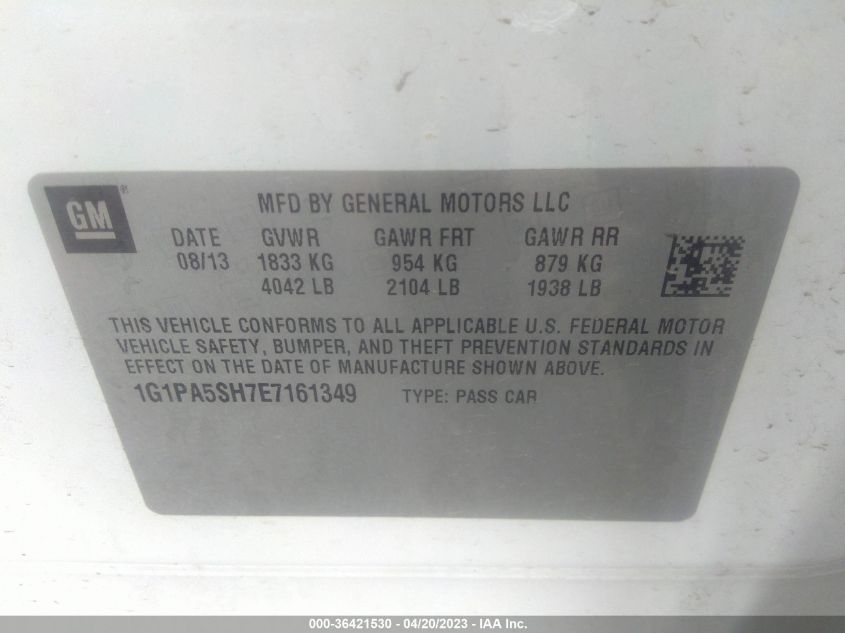 GM®
MFD BY GENERAL MOTORS LLC
DATE GVWR GAWR FRT GAWR RR
08/13 1833 KG 954 KG 879 KG
4042 LB 2104 LB 1938 LB
THIS VEHICLE CONFORMS TO ALL APPLICABLE U.S. FEDERAL MOTOR
VEHICLE SAFETY, BUMPER, AND THEFT PREVENTION STANDARDS IN
EFFECT ON THE DATE OF MANUFACTURE SHOWN ABOVE.
1G1PA5SH7E7161349 TYPE: PASS CAR
000-36421530 - 04/20/2023 - IAA Inc.